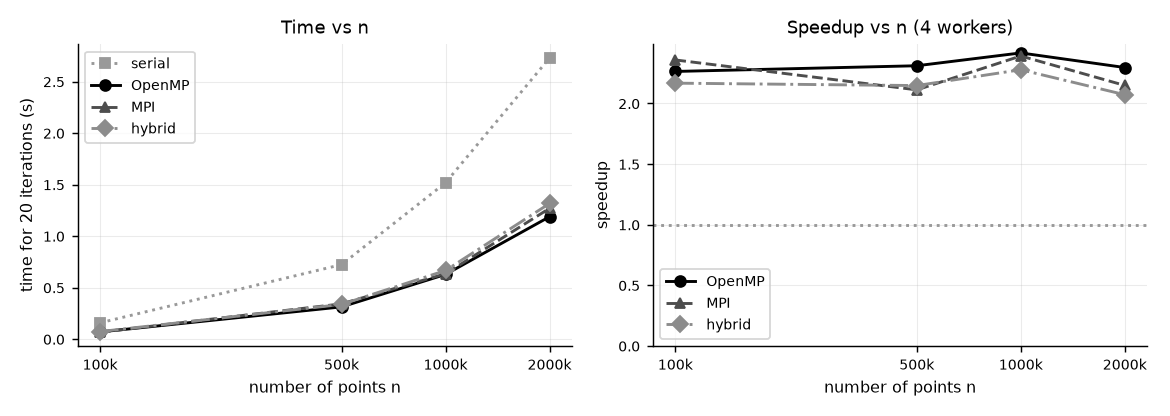 Time vs n
time for 20 iterations (s)
2.5
2.0
1.5
1.0
0.5
0.0
serial
OpenMP
MPI
hybrid
100k
500k
1000k
2000k
number of points n
Speedup vs n (4 workers)
speedup
2.0
1.5
1.0
0.5
0.0
OpenMP
MPI
hybrid
100k
500k
1000k
2000k
number of points n